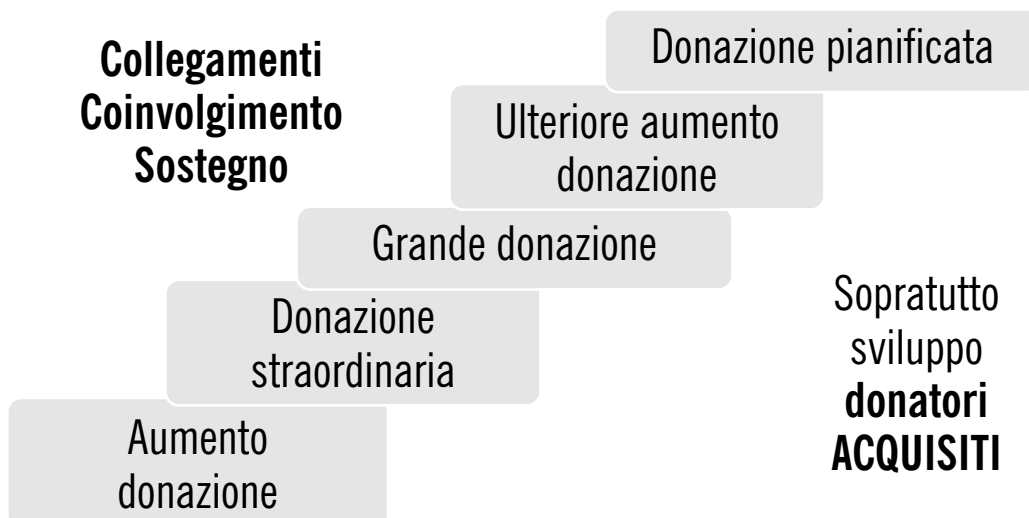 Collegamenti
Coinvolgimento
Sostegno
Donazione pianificata
Ulteriore aumento
donazione
Grande donazione
Donazione
straordinaria
Aumento
donazione
Sopratutto
sviluppo
donatori
ACQUISITI